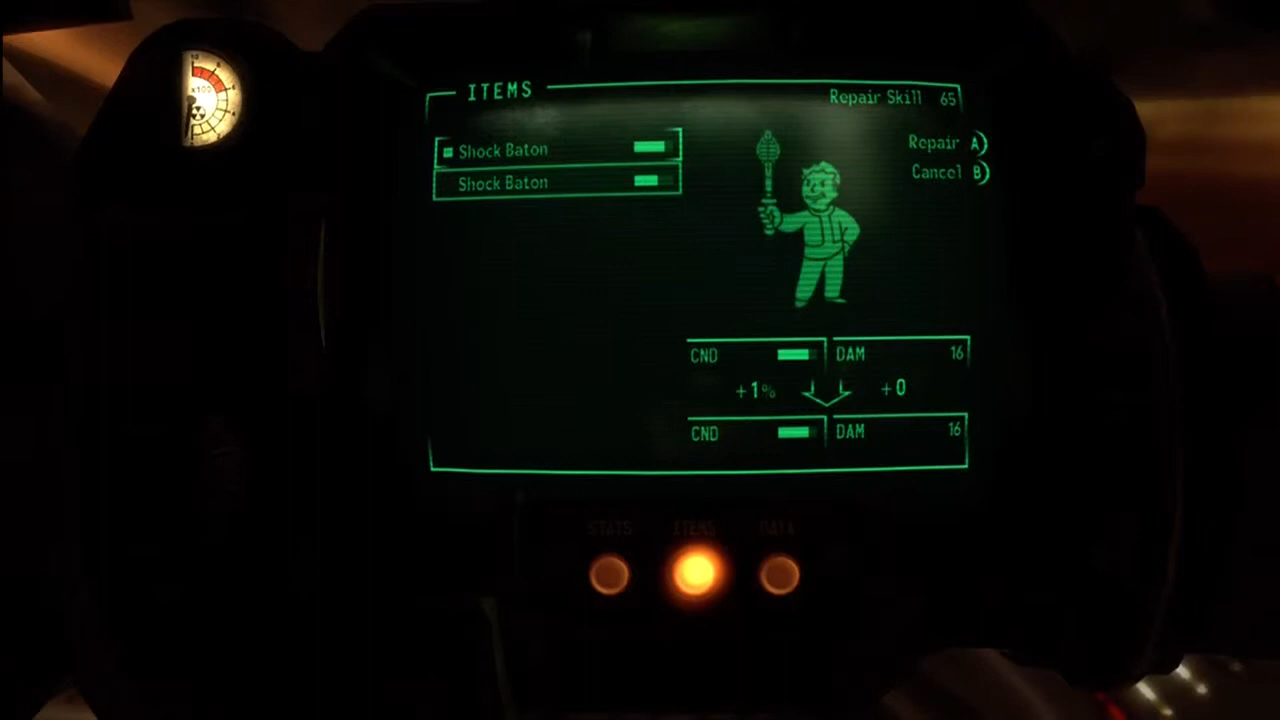 ITEMS
Repair Skill 65
Shock Baton
Shock Baton
Repair A)
Cancel B)
CND
DAM 16
+1%
+0
CND
DAM 16
STATS ITEMS DATA
x100